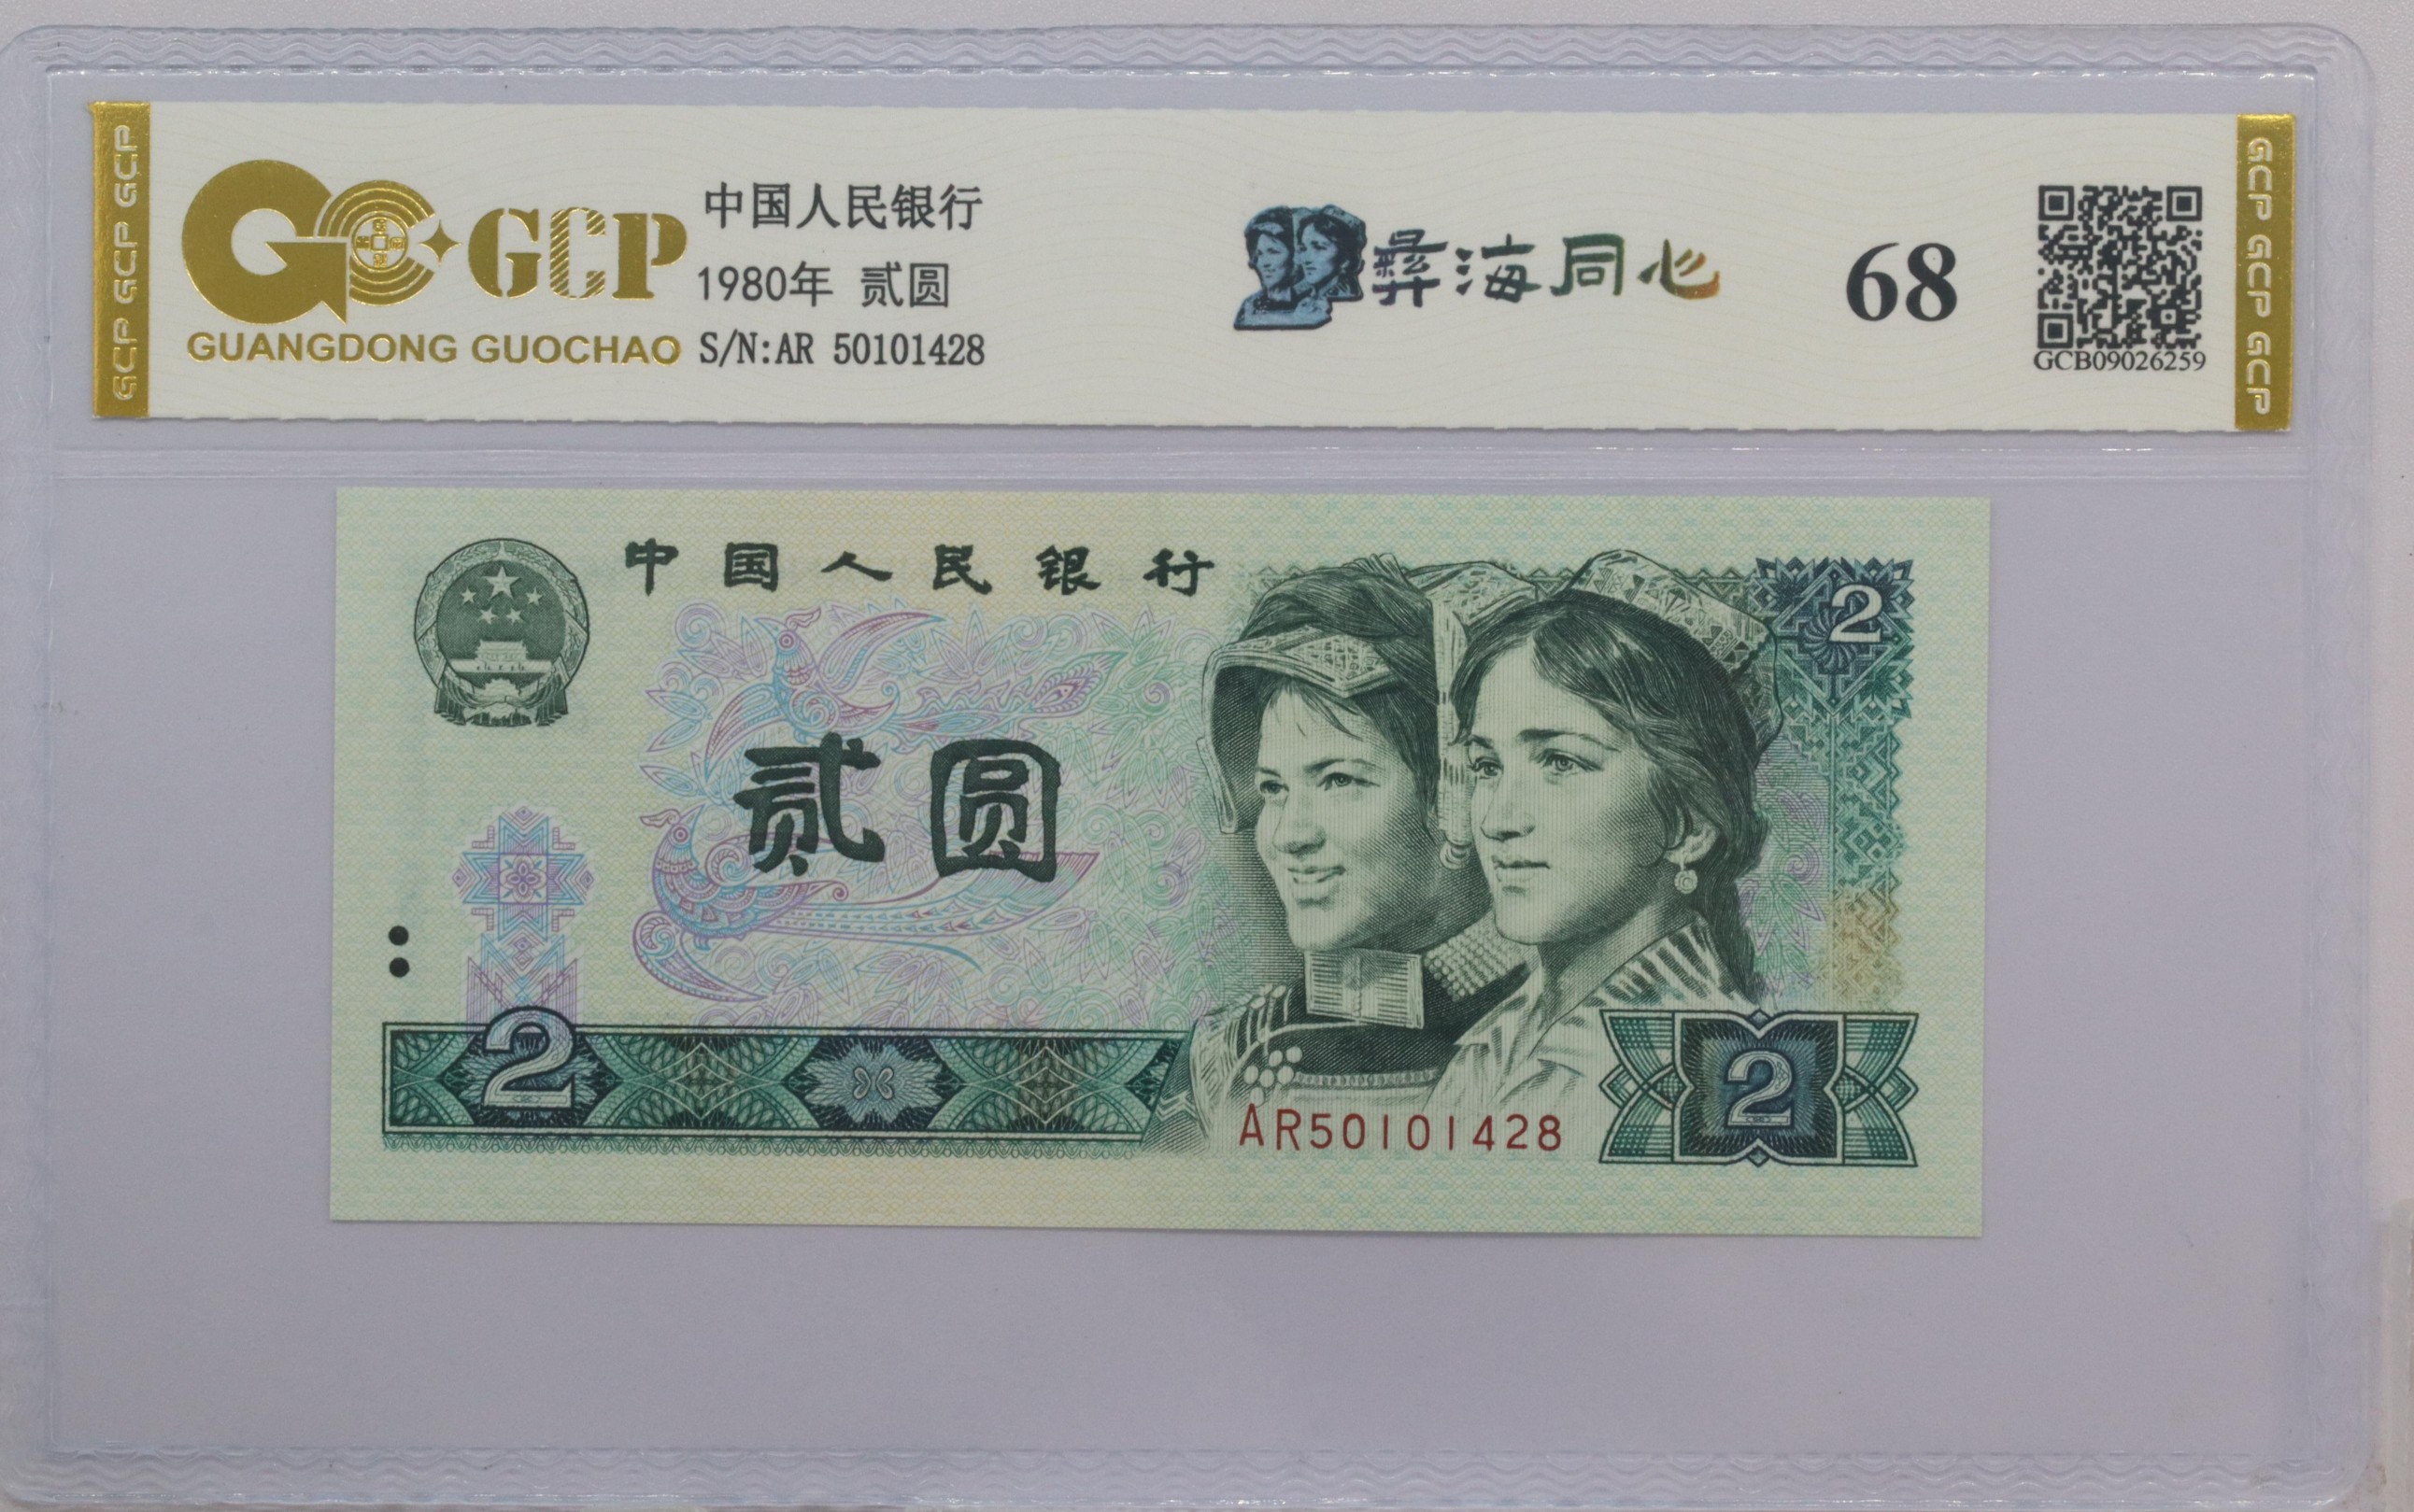 GCP GCP GCP
GCP
GUANGDONG GUOCHAO
中国人民银行
1980年 贰圆
S/N:AR 50101428
彝海同心
68
GCB09026259
GCP GCP GCP
中国人民银行
2
贰圆
2
AR50101428
2